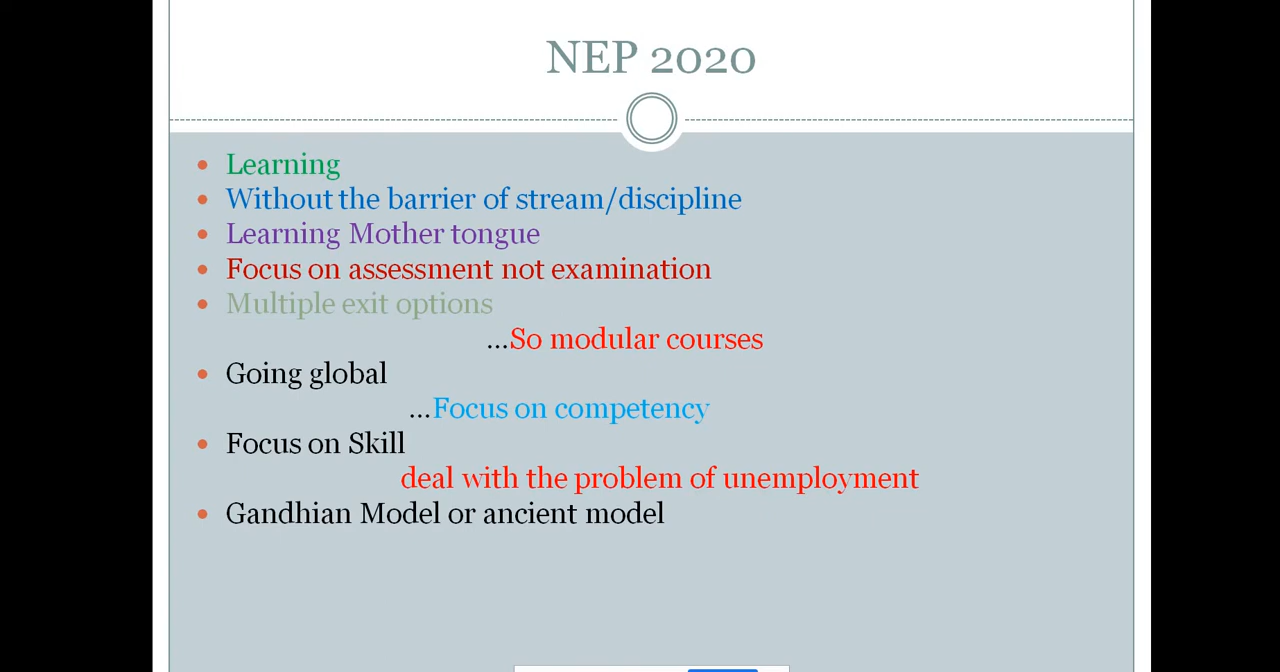 NEP 2020
• Learning
• Without the barrier of stream/discipline
• Learning Mother tongue
• Focus on assessment not examination
• Multiple exit options
…So modular courses
• Going global
…Focus on competency
• Focus on Skill
deal with the problem of unemployment
• Gandhian Model or ancient model